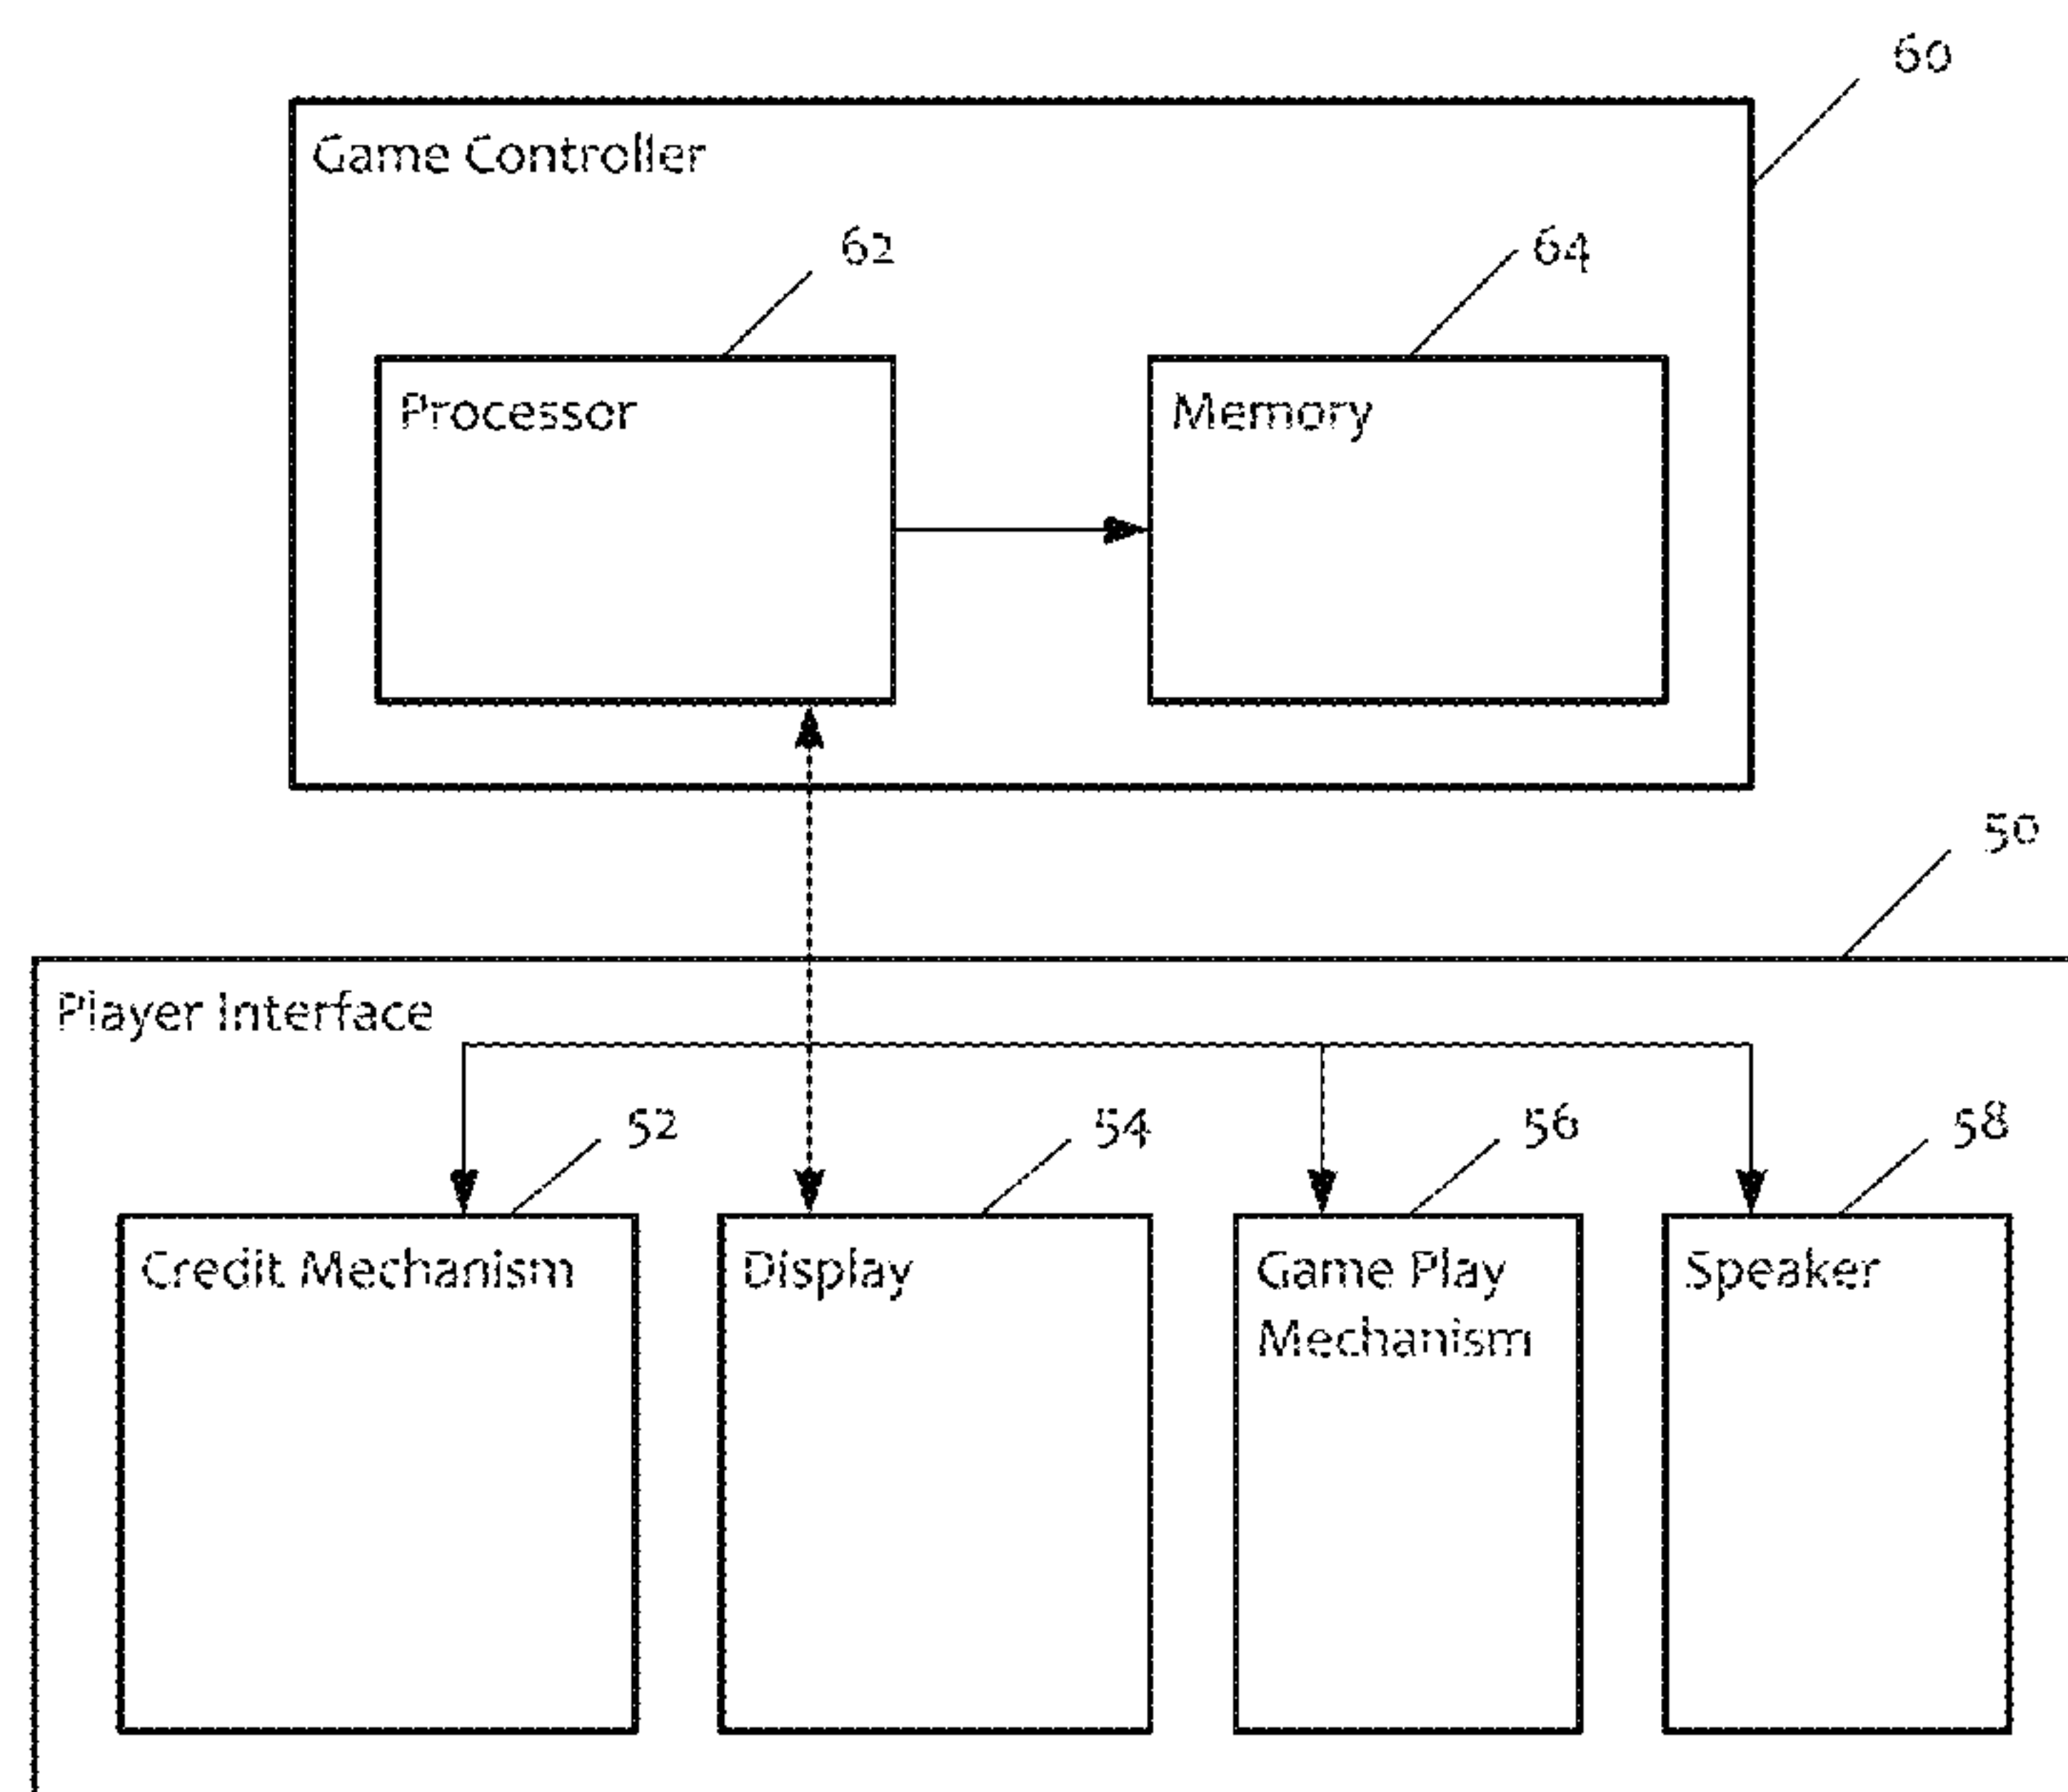 60
Game Controller
62
64
Processor
Memory
50
Player Interface
52
54
56
58
Credit Mechanism
Display
Game Play
Mechanism
Speaker